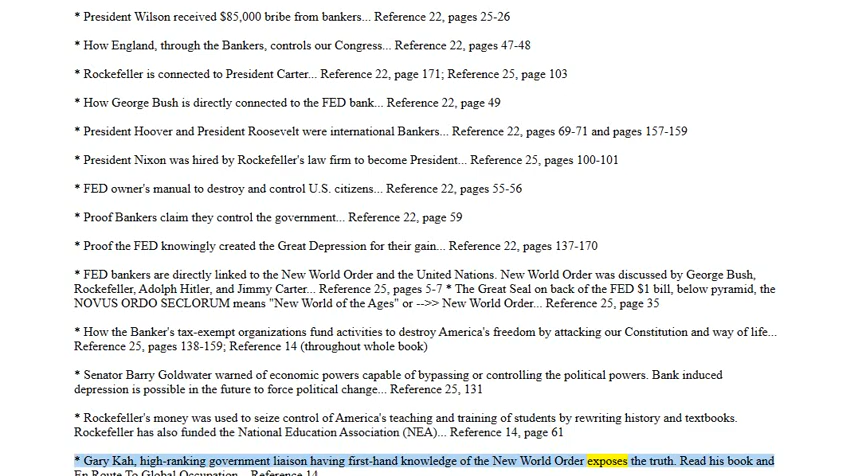 * President Wilson received $85,000 bribe from bankers... Reference 22, pages 25-26
* How England, through the Bankers, controls our Congress... Reference 22, pages 47-48
* Rockefeller is connected to President Carter... Reference 22, page 171; Reference 25, page 103
* How George Bush is directly connected to the FED bank... Reference 22, page 49
* President Hoover and President Roosevelt were international Bankers... Reference 22, pages 69-71 and pages 157-159
* President Nixon was hired by Rockefeller's law firm to become President... Reference 25, pages 100-101
* FED owner's manual to destroy and control U.S. citizens... Reference 22, pages 55-56
* Proof Bankers claim they control the government... Reference 22, page 59
* Proof the FED knowingly created the Great Depression for their gain... Reference 22, pages 137-170
* FED bankers are directly linked to the New World Order and the United Nations. New World Order was discussed by George Bush,
Rockefeller, Adolph Hitler, and Jimmy Carter... Reference 25, pages 5-7 * The Great Seal on back of the FED $1 bill, below pyramid, the
NOVUS ORDO SECLORUM means "New World of the Ages" or -->> New World Order... Reference 25, page 35
* How the Banker's tax-exempt organizations fund activities to destroy America's freedom by attacking our Constitution and way of life...
Reference 25, pages 138-159; Reference 14 (throughout whole book)
* Senator Barry Goldwater warned of economic powers capable of bypassing or controlling the political powers. Bank induced
depression is possible in the future to force political change... Reference 25, 131
* Rockefeller's money was used to seize control of America's teaching and training of students by rewriting history and textbooks.
Rockefeller has also funded the National Education Association (NEA)... Reference 14, page 61
* Gary Kah, high-ranking government liaison having first-hand knowledge of the New World Order exposes the truth. Read his book and
En Route To Global Occupation... Reference 14